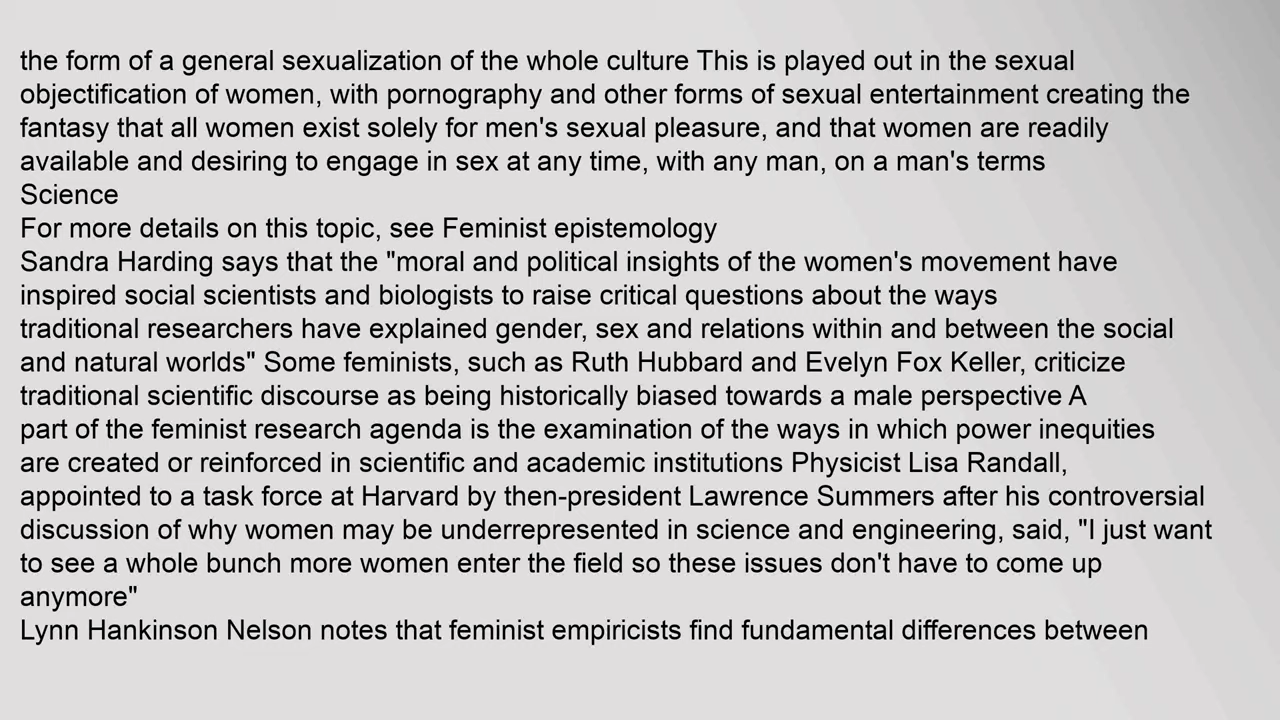 the form of a general sexualization of the whole culture This is played out in the sexual
objectification of women, with pornography and other forms of sexual entertainment creating the
fantasy that all women exist solely for men's sexual pleasure, and that women are readily
available and desiring to engage in sex at any time, with any man, on a man's terms
Science
For more details on this topic, see Feminist epistemology
Sandra Harding says that the "moral and political insights of the women's movement have
inspired social scientists and biologists to raise critical questions about the ways
traditional researchers have explained gender, sex and relations within and between the social
and natural worlds" Some feminists, such as Ruth Hubbard and Evelyn Fox Keller, criticize
traditional scientific discourse as being historically biased towards a male perspective A
part of the feminist research agenda is the examination of the ways in which power inequities
are created or reinforced in scientific and academic institutions Physicist Lisa Randall,
appointed to a task force at Harvard by then-president Lawrence Summers after his controversial
discussion of why women may be underrepresented in science and engineering, said, "I just want
to see a whole bunch more women enter the field so these issues don't have to come up
anymore"
Lynn Hankinson Nelson notes that feminist empiricists find fundamental differences between